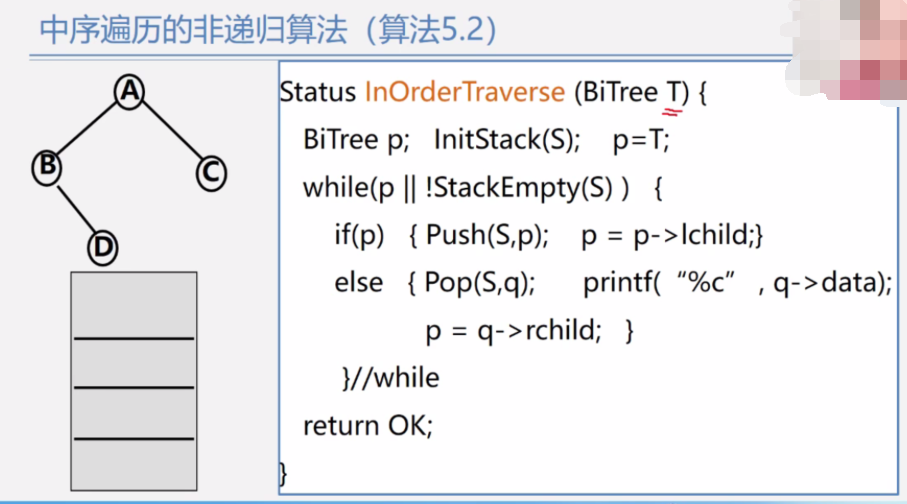 中序遍历的非递归算法（算法5.2）
A
B
C
D
Status InOrderTraverse (BiTree T) {
BiTree p; InitStack(S); p=T;
while(p || !StackEmpty(S) ) {
if(p) { Push(S,p); p = p->lchild;}
else { Pop(S,q); printf( “%c” , q->data);
p = q->rchild; }
}//while
return OK;
}